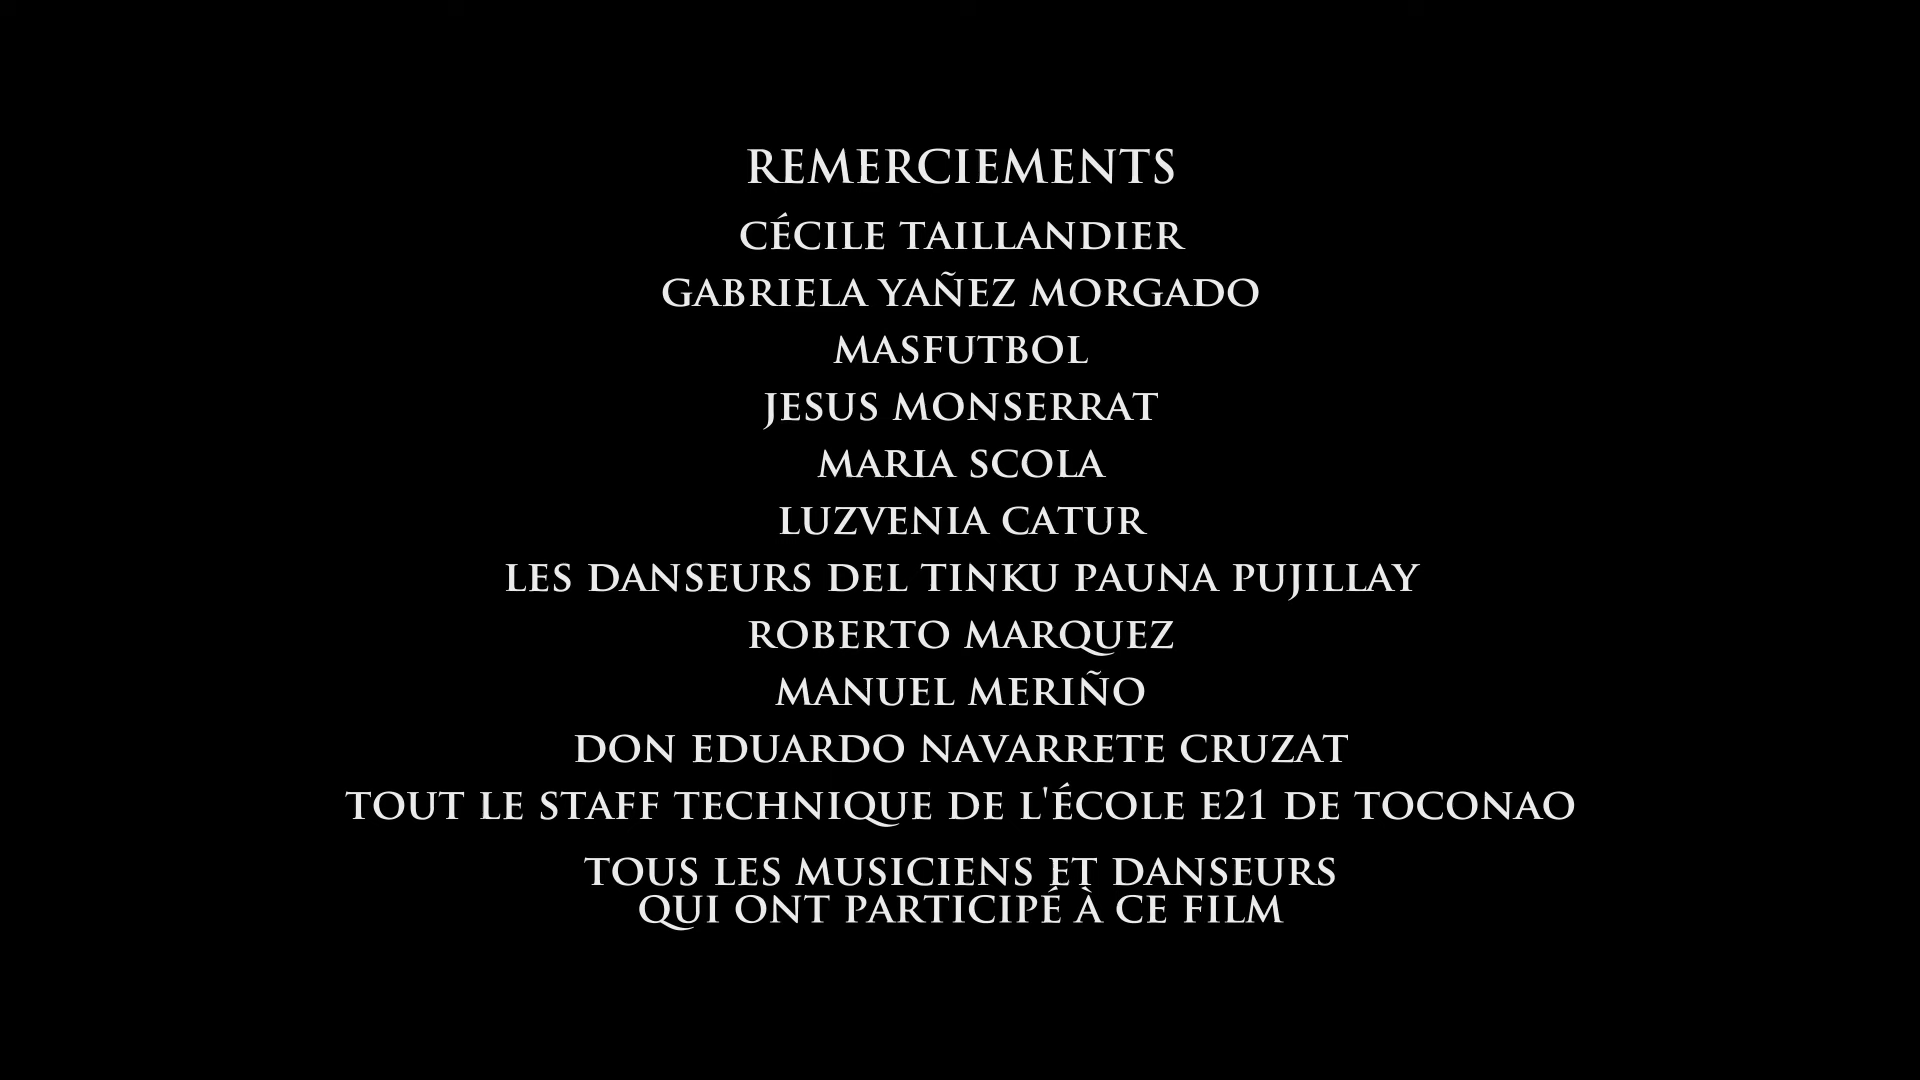 REMERCIEMENTS
CÉCILE TAILLANDIER
GABRIELA YAÑEZ MORGADO
MASFUTBOL
JESUS MONSERRAT
MARIA SCOLA
LUZVENIA CATUR
LES DANSEURS DEL TINKU PAUNA PUJILLAY
ROBERTO MARQUEZ
MANUEL MERIÑO
DON EDUARDO NAVARRETE CRUZAT
TOUT LE STAFF TECHNIQUE DE L'ÉCOLE E21 DE TOCONAO
TOUS LES MUSICIENS ET DANSEURS
QUI ONT PARTICIPÉ À CE FILM